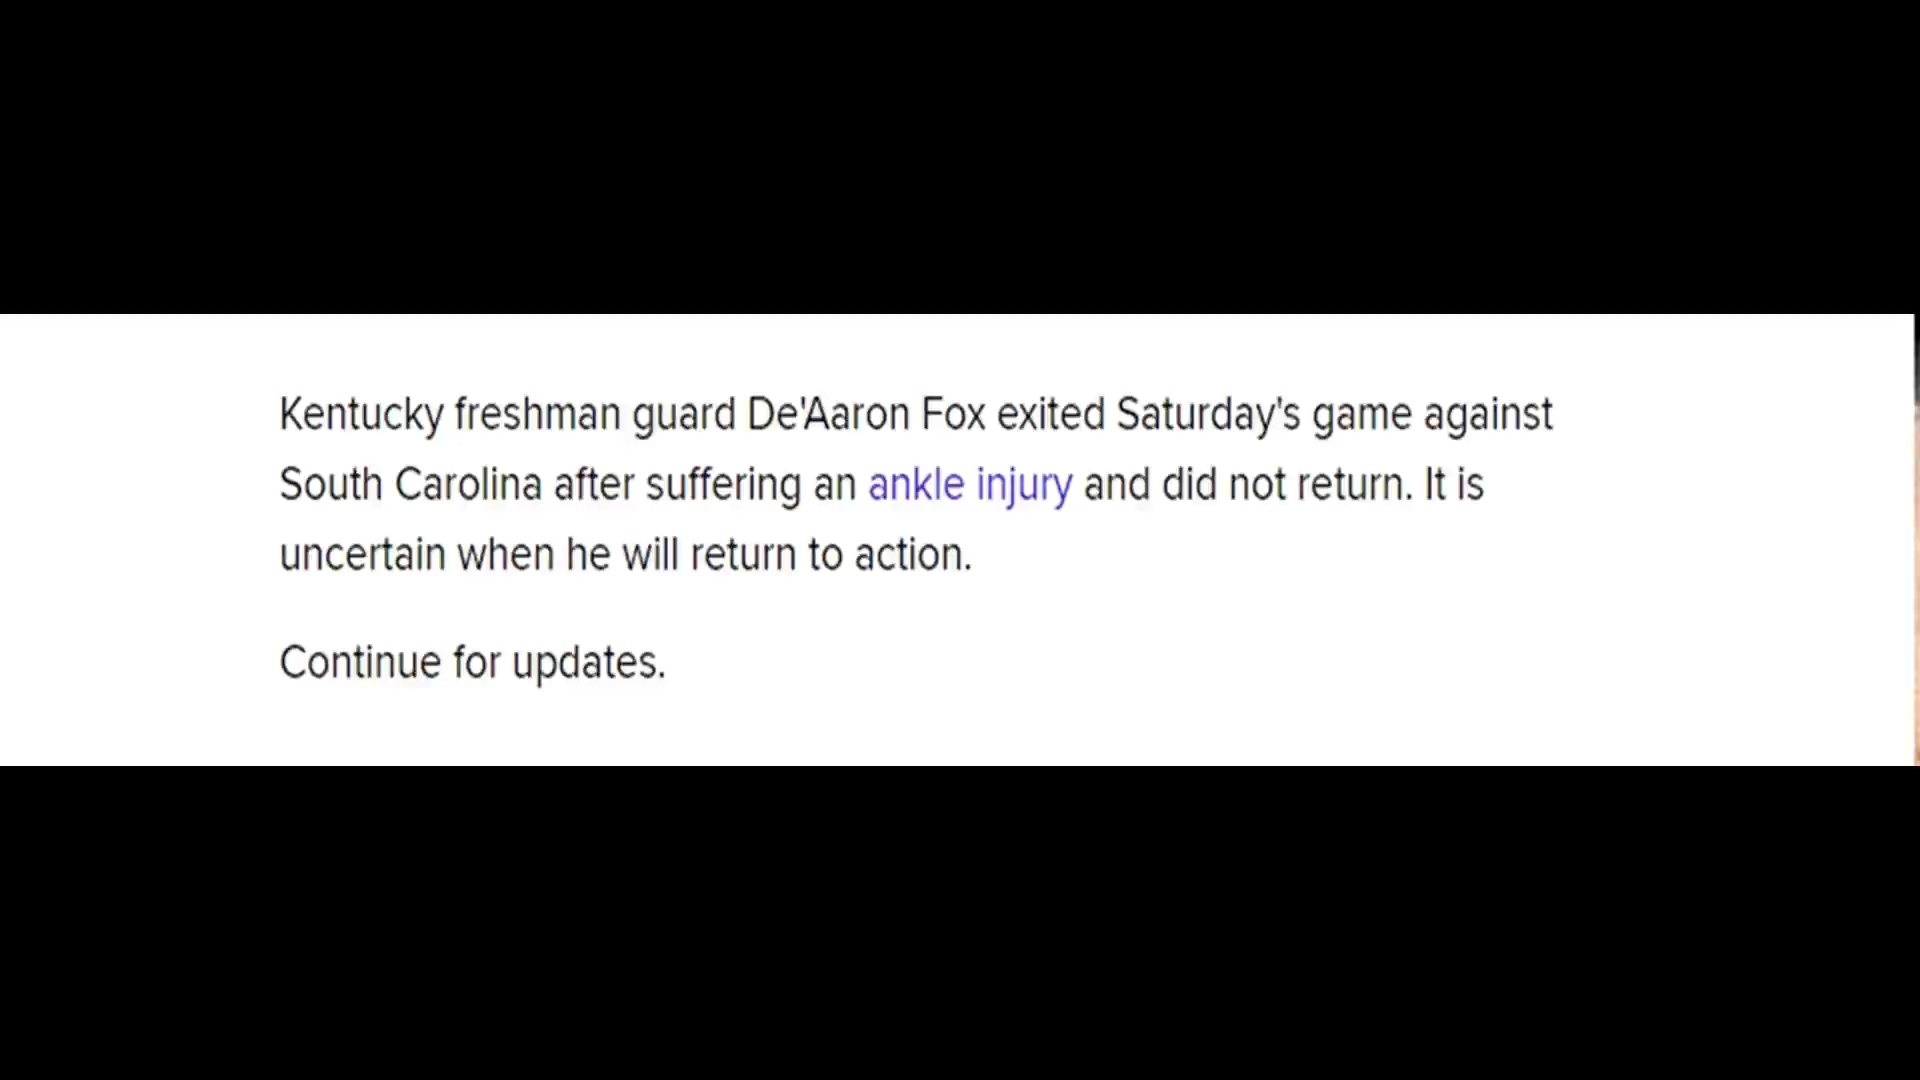 Kentucky freshman guard De'Aaron Fox exited Saturday's game against
South Carolina after suffering an ankle injury and did not return. It is
uncertain when he will return to action.
Continue for updates.